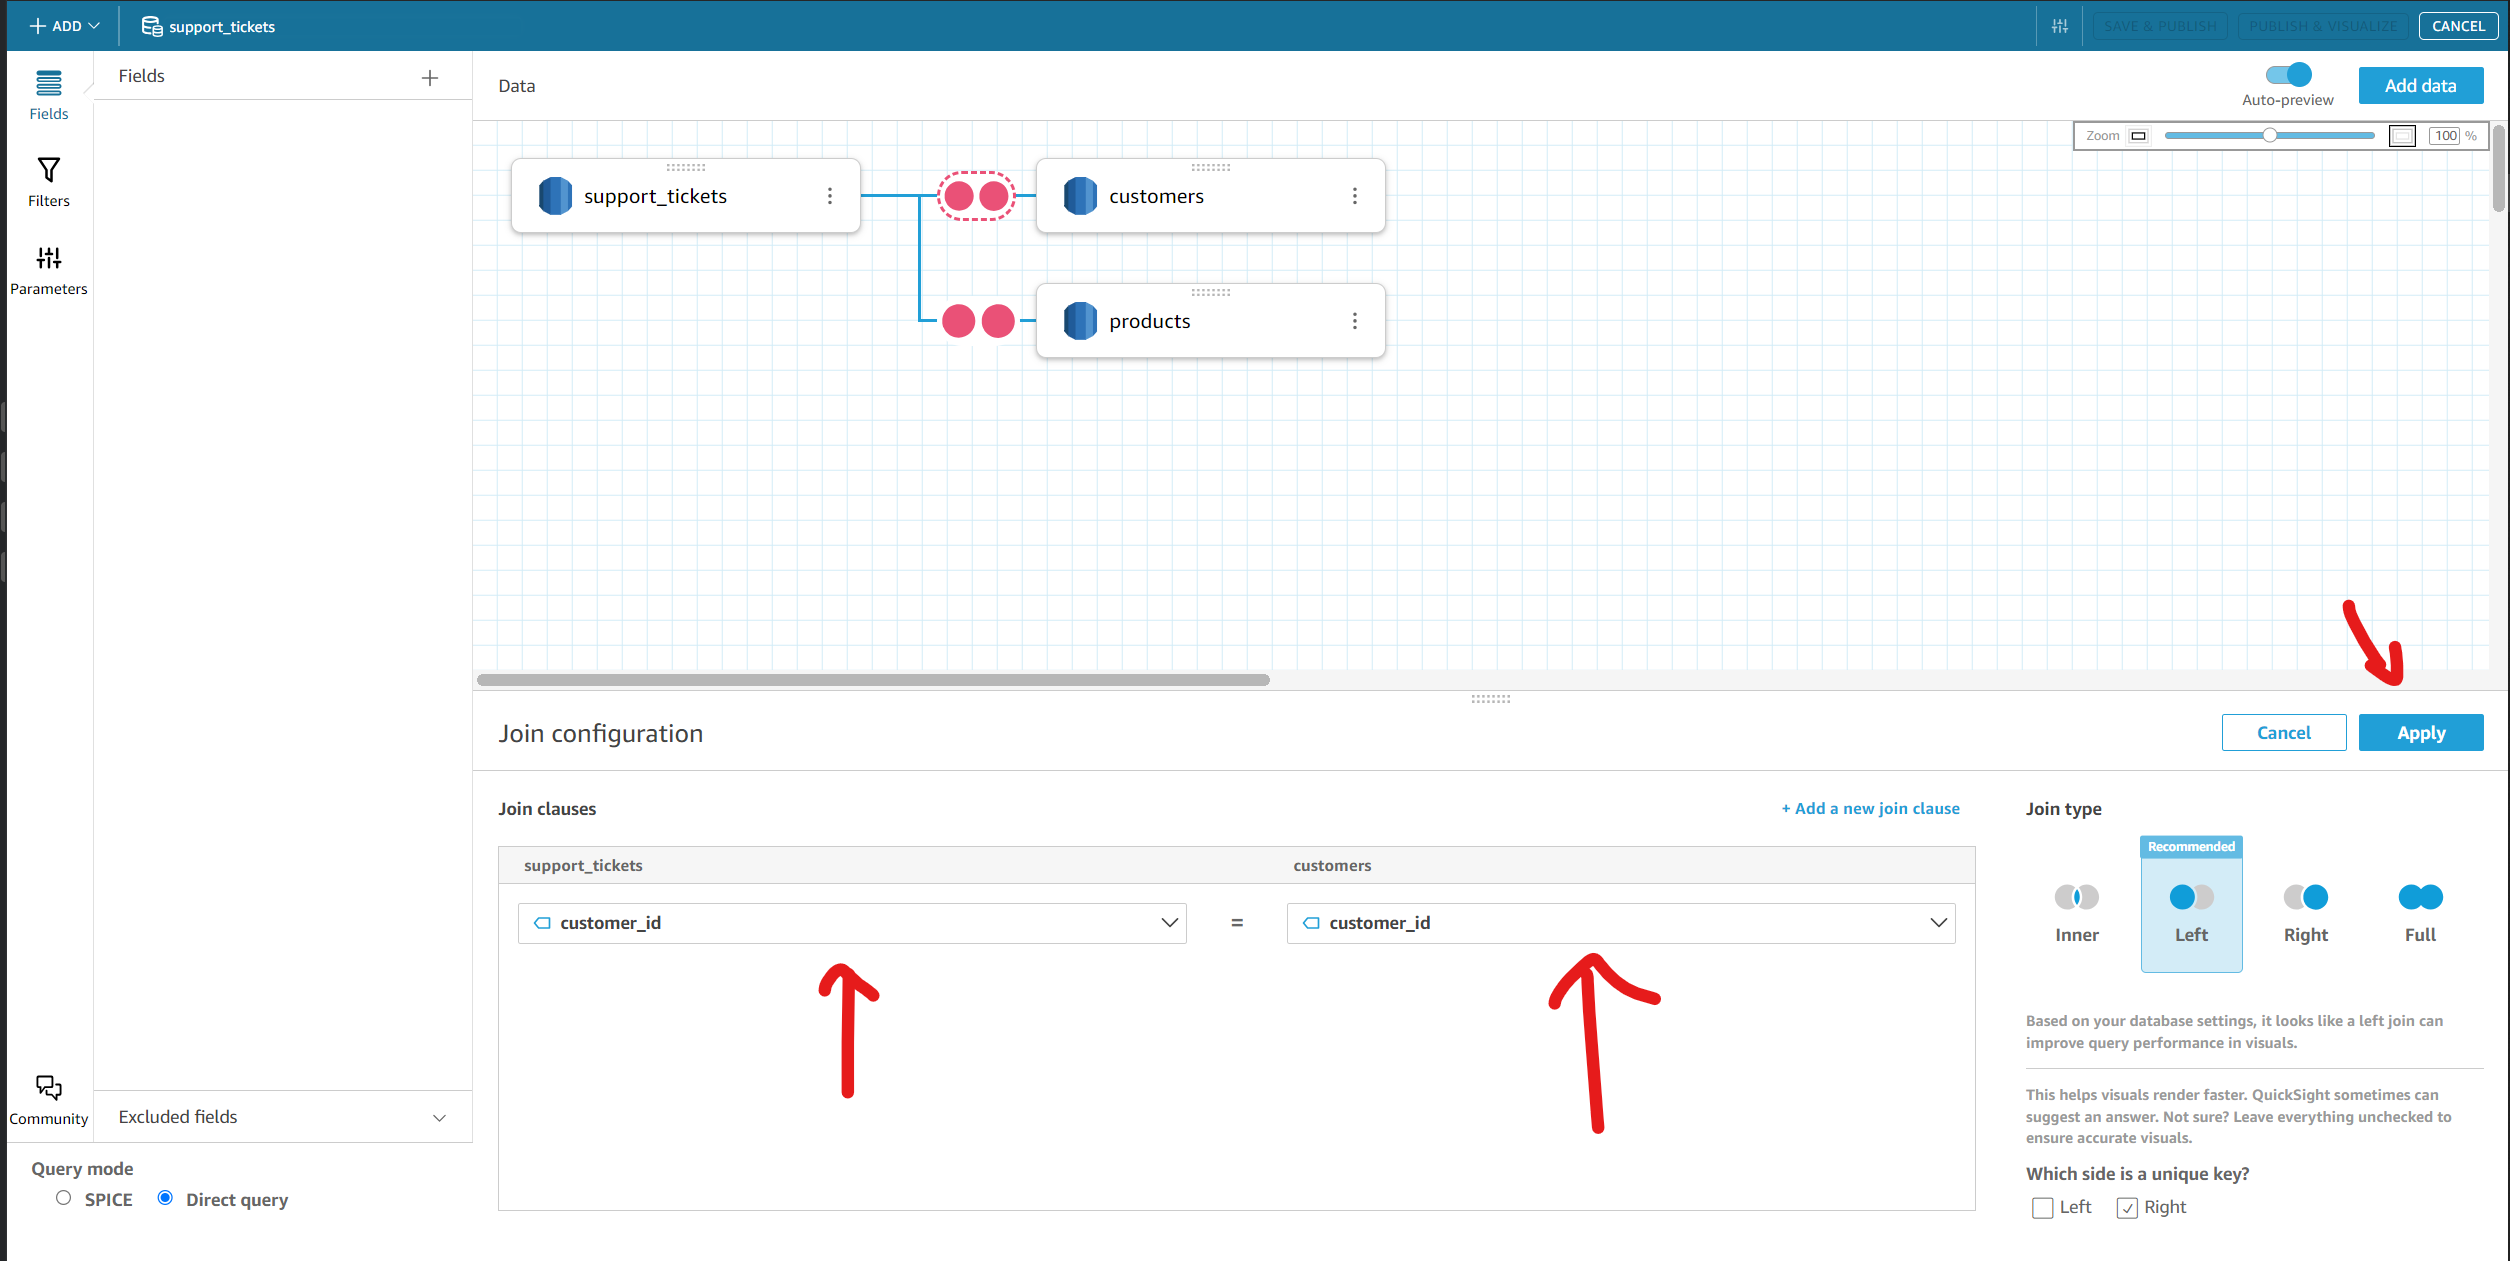 ADD
support_tickets
SAVE & PUBLISH
PUBLISH & VISUALIZE
CANCEL
Fields
Filters
Parameters
Community
Fields
Excluded fields
Query mode
SPICE
Direct query
Data
Auto-preview
Add data
Zoom
100 %
support_tickets
customers
products
Join configuration
Cancel
Apply
Join clauses
+ Add a new join clause
support_tickets
customers
customer_id
=
customer_id
Join type
Recommended
Inner
Left
Right
Full
Based on your database settings, it looks like a left join can
improve query performance in visuals.
This helps visuals render faster. QuickSight sometimes can
suggest an answer. Not sure? Leave everything unchecked to
ensure accurate visuals.
Which side is a unique key?
Left
Right